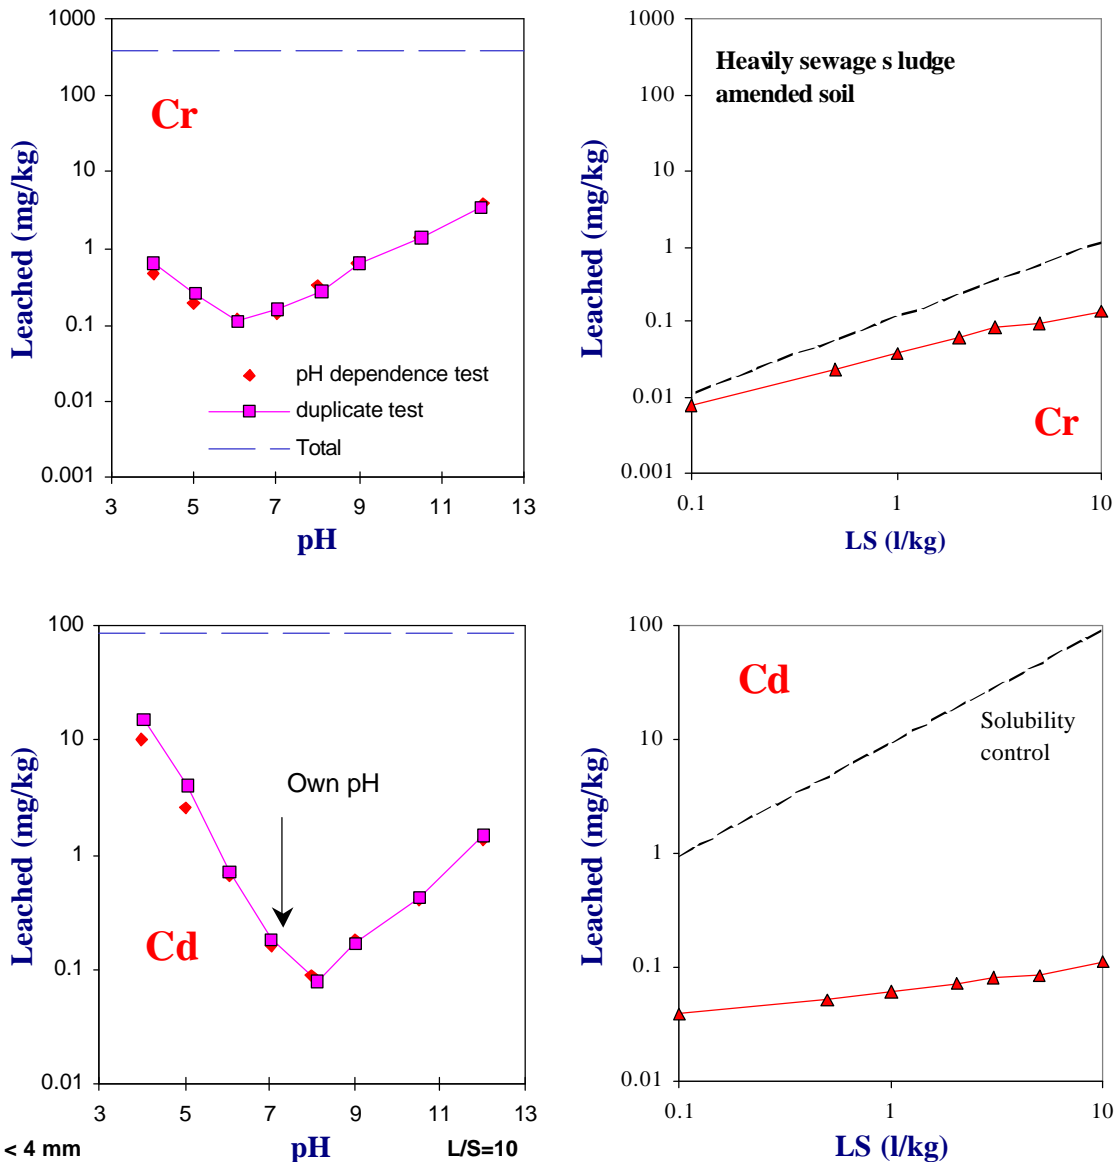 1000
100
10
1
0.1
0.01
0.001
Leached (mg/kg)
Cr
pH dependence test
duplicate test
Total
3 5 7 9 11 13
pH
1000
100
10
1
0.1
0.01
0.001
Leached (mg/kg)
Heavily sewage s ludge
amended soil
Cr
0.1 1 10
LS (l/kg)
100
10
1
0.1
0.01
Leached (mg/kg)
Own pH
Cd
3 5 7 9 11 13
< 4 mm pH L/S=10
100
10
1
0.1
0.01
Leached (mg/kg)
Cd
Solubility
control
0.1 1 10
LS (l/kg)